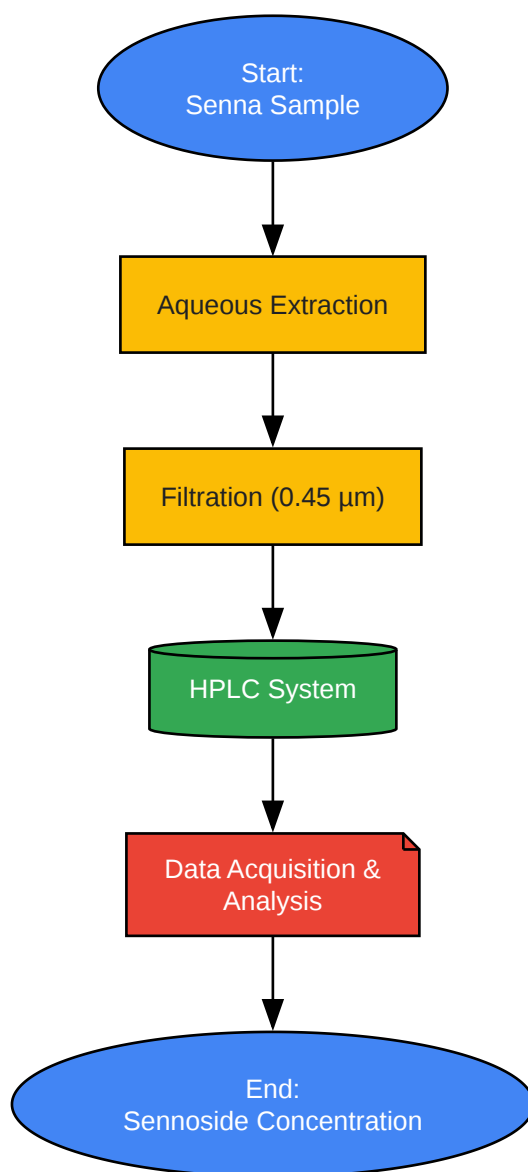 Start:
Senna Sample
Aqueous Extraction
Filtration (0.45 µm)
HPLC System
Data Acquisition &
Analysis
End:
Sennoside Concentration